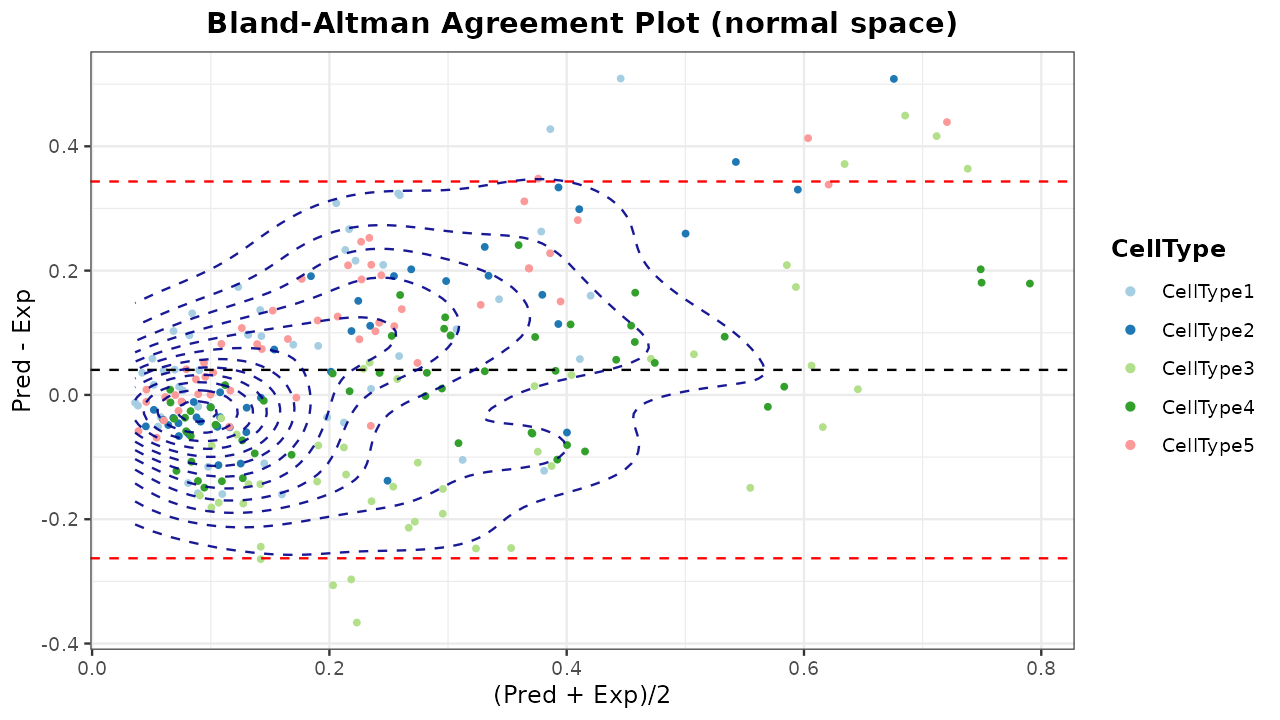 Bland-Altman Agreement Plot (normal space)
Pred - Exp
0.4
0.2
0.0
-0.2
-0.4
0.0 0.2 0.4 0.6 0.8
(Pred + Exp)/2
CellType
CellType1
CellType2
CellType3
CellType4
CellType5